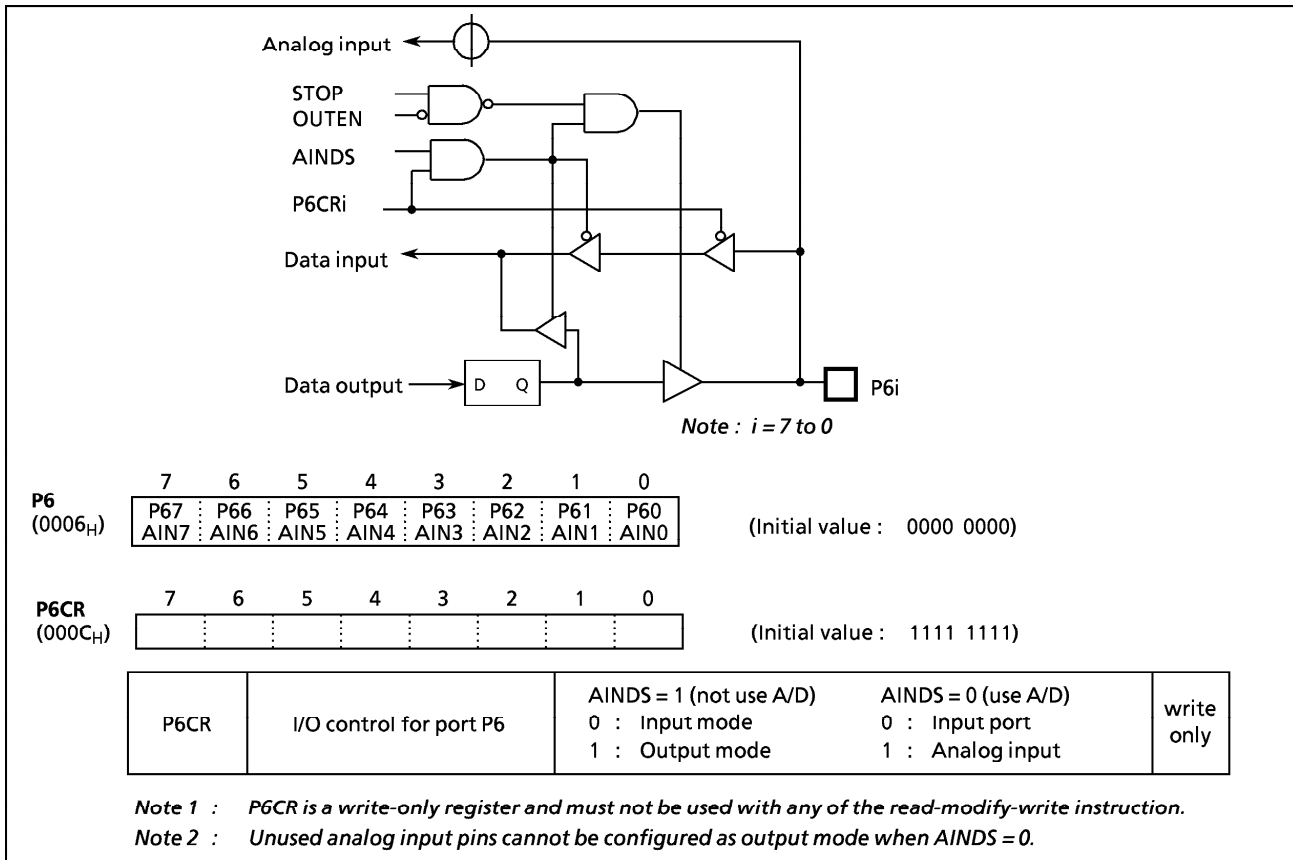 Analog input
STOP
OUTEN
AINDS
P6CRi
Data input
Data output
D Q
P6i
Note : i = 7 to 0
7 6 5 4 3 2 1 0
P6
(0006H)
P67 P66 P65 P64 P63 P62 P61 P60
AIN7 AIN6 AIN5 AIN4 AIN3 AIN2 AIN1 AIN0
(Initial value : 0000 0000)
7 6 5 4 3 2 1 0
P6CR
(000CH)
(Initial value : 1111 1111)
P6CR
I/O control for port P6
AINDS = 1 (not use A/D)
0 : Input mode
1 : Output mode
AINDS = 0 (use A/D)
0 : Input port
1 : Analog input
write
only
Note 1 : P6CR is a write-only register and must not be used with any of the read-modify-write instruction.
Note 2 : Unused analog input pins cannot be configured as output mode when AINDS = 0.